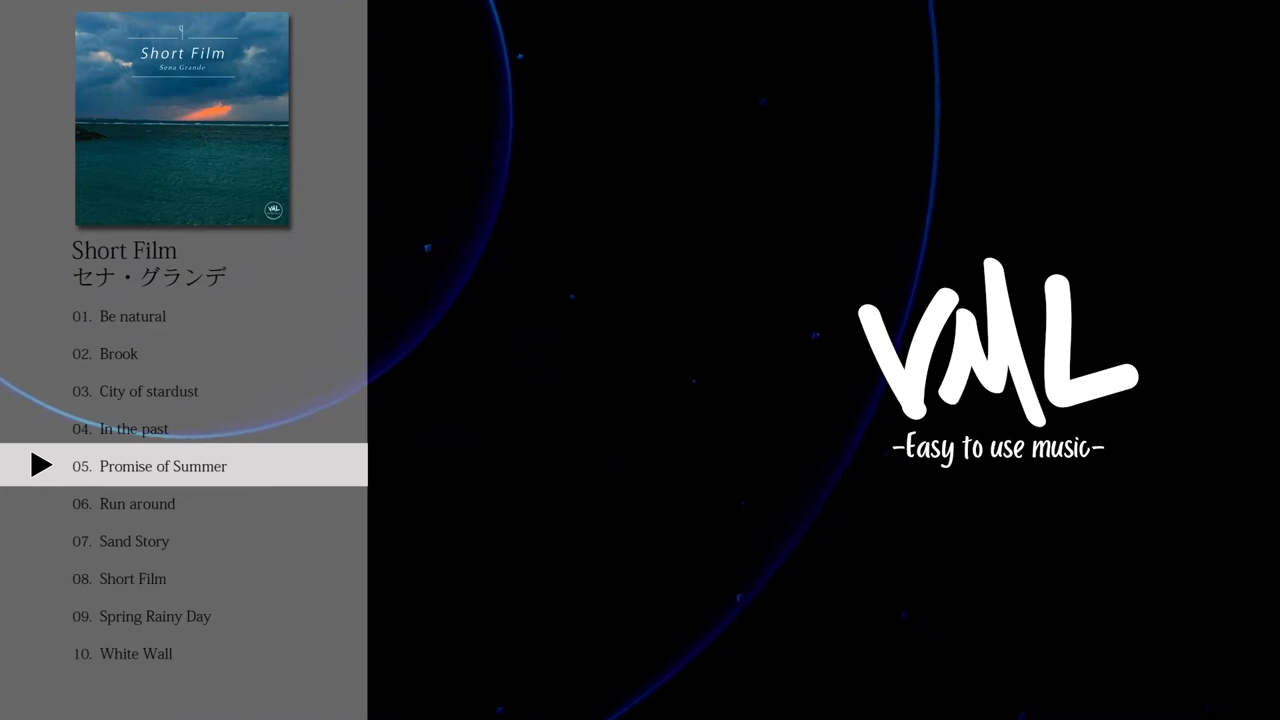 Short Film
Sena Grande
VML
Short Film
セナ・グランデ
01. Be natural
02. Brook
03. City of stardust
04. In the past
05. Promise of Summer
06. Run around
07. Sand Story
08. Short Film
09. Spring Rainy Day
10. White Wall
VML
-Easy to use music-